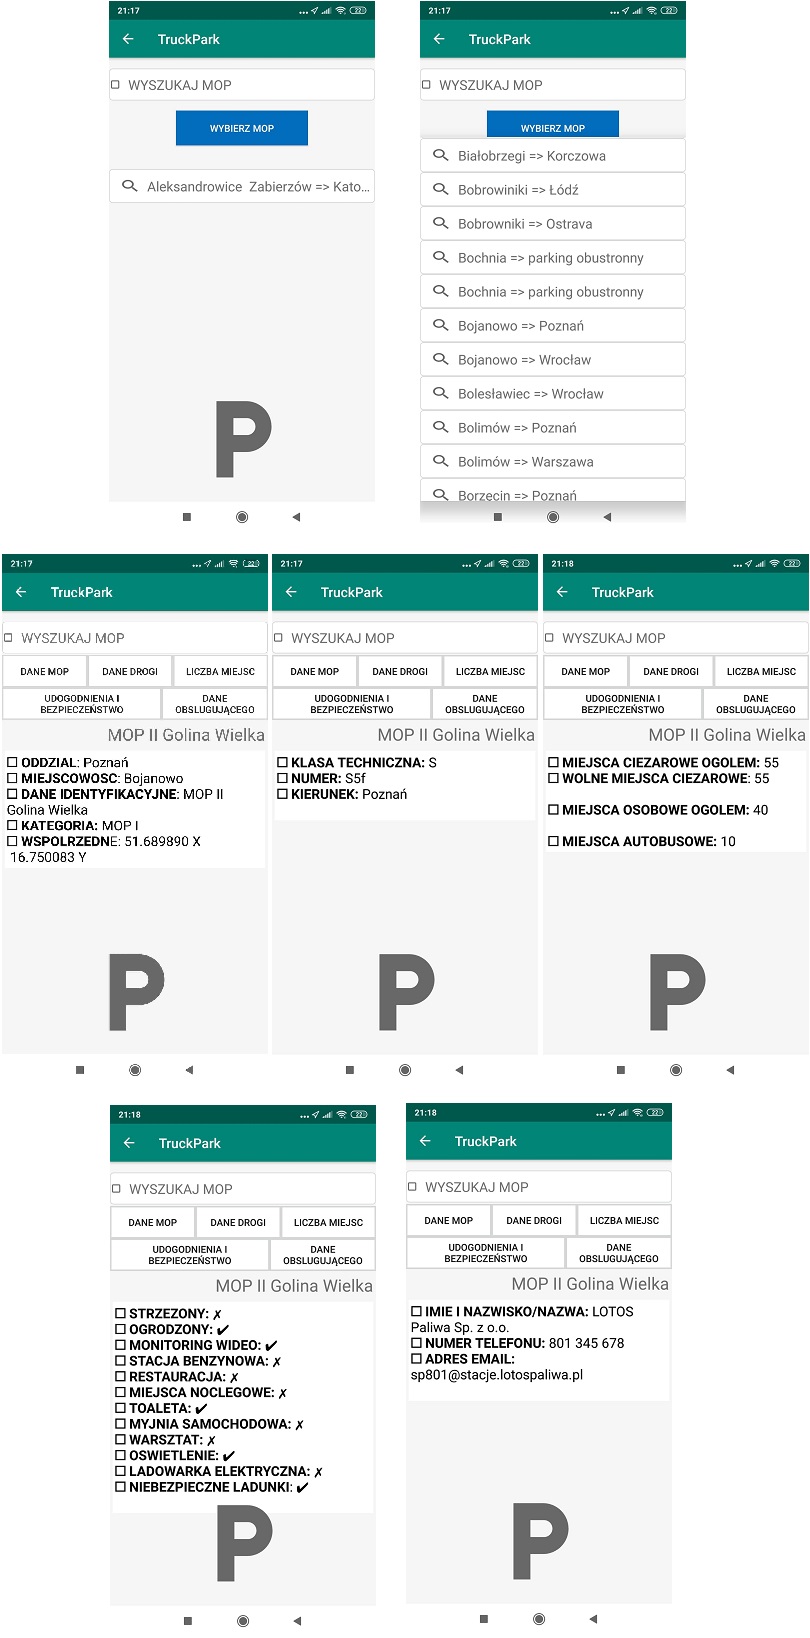 21:17
22
TruckPark
WYSZUKAJ MOP
WYBIERZ MOP
Aleksandrowice Zabierzów => Kato...
P
21:17
22
TruckPark
WYSZUKAJ MOP
WYBIERZ MOP
Białobrzegi => Korczowa
Bobrowiniki => Łódź
Bobrowniki => Ostrava
Bochnia => parking obustronny
Bochnia => parking obustronny
Bojanowo => Poznań
Bojanowo => Wrocław
Bolesławiec => Wrocław
Bolimów => Poznań
Bolimów => Warszawa
Borzęcin => Poznań
21:17
22
TruckPark
WYSZUKAJ MOP
DANE MOP
DANE DROGI
LICZBA MIEJSC
UDOGODNIENIA I
BEZPIECZEŃSTWO
DANE
OBSLUGUJĄCEGO
MOP II Golina Wielka
ODDZIAL: Poznań
MIEJSCOWOSC: Bojanowo
DANE IDENTYFIKACYJNE: MOP II
Golina Wielka
KATEGORIA: MOP I
WSPOLRZEDNE: 51.689890 X
16.750083 Y
P
21:17
22
TruckPark
WYSZUKAJ MOP
DANE MOP
DANE DROGI
LICZBA MIEJSC
UDOGODNIENIA I
BEZPIECZEŃSTWO
DANE
OBSLUGUJĄCEGO
MOP II Golina Wielka
KLASA TECHNICZNA: S
NUMER: S5f
KIERUNEK: Poznań
P
21:18
22
TruckPark
WYSZUKAJ MOP
DANE MOP
DANE DROGI
LICZBA MIEJSC
UDOGODNIENIA I
BEZPIECZEŃSTWO
DANE
OBSLUGUJĄCEGO
MOP II Golina Wielka
MIEJSCA CIEZAROWE OGOLEM: 55
WOLNE MIEJSCA CIEZAROWE: 55
MIEJSCA OSOBOWE OGOLEM: 40
MIEJSCA AUTOBUSOWE: 10
P
21:18
22
TruckPark
WYSZUKAJ MOP
DANE MOP
DANE DROGI
LICZBA MIEJSC
UDOGODNIENIA I
BEZPIECZEŃSTWO
DANE
OBSLUGUJĄCEGO
MOP II Golina Wielka
STRZEZONY: ✗
OGRODZONY: ✔
MONITORING WIDEO: ✔
STACJA BENZYNOWA: ✗
RESTAURACJA: ✗
MIEJSCA NOCLEGOWE: ✗
TOALETA: ✔
MYJNIA SAMOCHODOWA: ✗
WARSZTAT: ✗
OSWIETLENIE: ✔
LADOWARKA ELEKTRYCZNA: ✗
NIEBEZPIECZNE LADUNKI: ✔
P
21:18
22
TruckPark
WYSZUKAJ MOP
DANE MOP
DANE DROGI
LICZBA MIEJSC
UDOGODNIENIA I
BEZPIECZEŃSTWO
DANE
OBSLUGUJĄCEGO
MOP II Golina Wielka
IMIE I NAZWISKO/NAZWA: LOTOS
Paliwa Sp. z o.o.
NUMER TELEFONU: 801 345 678
ADRES EMAIL:
sp801@stacje.lotospaliwa.pl
P